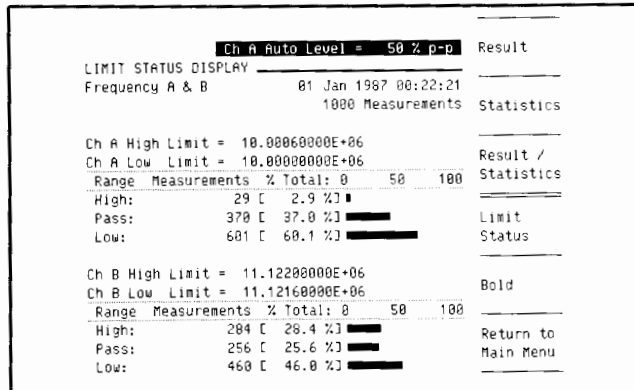 Ch A Auto Level = 50 % p-p
LIMIT STATUS DISPLAY
Frequency A & B 01 Jan 1987 00:22:21
1000 Measurements
Ch A High Limit = 10.00060000E+06
Ch A Low Limit = 10.00000000E+06
Range Measurements % Total: 0 50 100
High: 29 [ 2.9 %]
Pass: 370 [ 37.0 %]
Low: 601 [ 60.1 %]
Ch B High Limit = 11.12200000E+06
Ch B Low Limit = 11.12160000E+06
Range Measurements % Total: 0 50 100
High: 284 [ 28.4 %]
Pass: 256 [ 25.6 %]
Low: 460 [ 46.0 %]
Result
Statistics
Result /
Statistics
Limit
Status
Bold
Return to
Main Menu